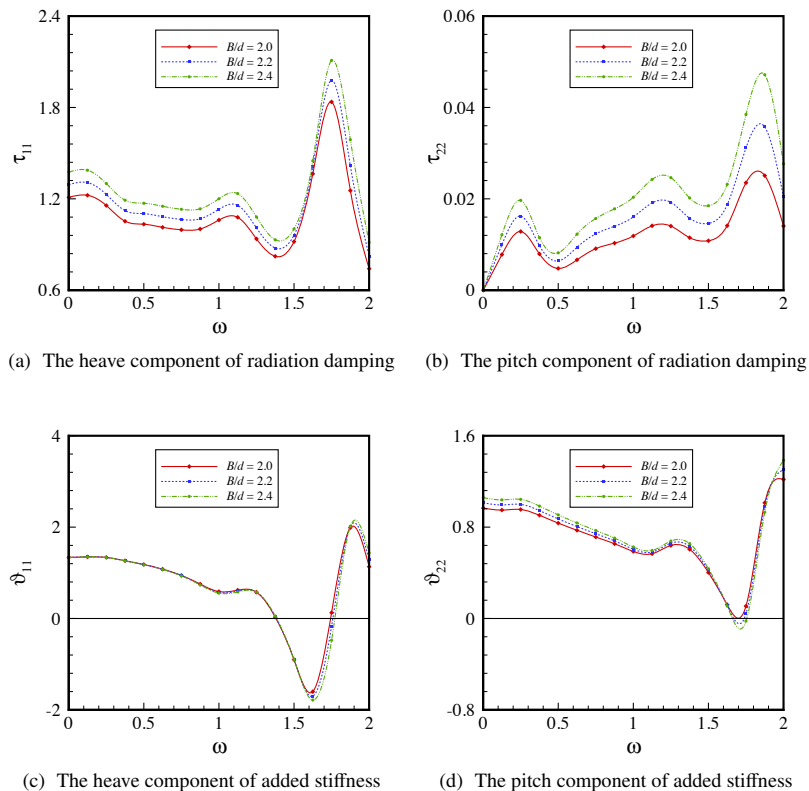 2.4
1.8
1.2
0.6
τ11
B/d = 2.0
B/d = 2.2
B/d = 2.4
0 0.5 1 1.5 2
ω
(a) The heave component of radiation damping
0.06
0.04
0.02
0
τ22
B/d = 2.0
B/d = 2.2
B/d = 2.4
0 0.5 1 1.5 2
ω
(b) The pitch component of radiation damping
4
2
0
-2
ϑ11
B/d = 2.0
B/d = 2.2
B/d = 2.4
0 0.5 1 1.5 2
ω
(c) The heave component of added stiffness
1.6
0.8
0
-0.8
ϑ22
B/d = 2.0
B/d = 2.2
B/d = 2.4
0 0.5 1 1.5 2
ω
(d) The pitch component of added stiffness